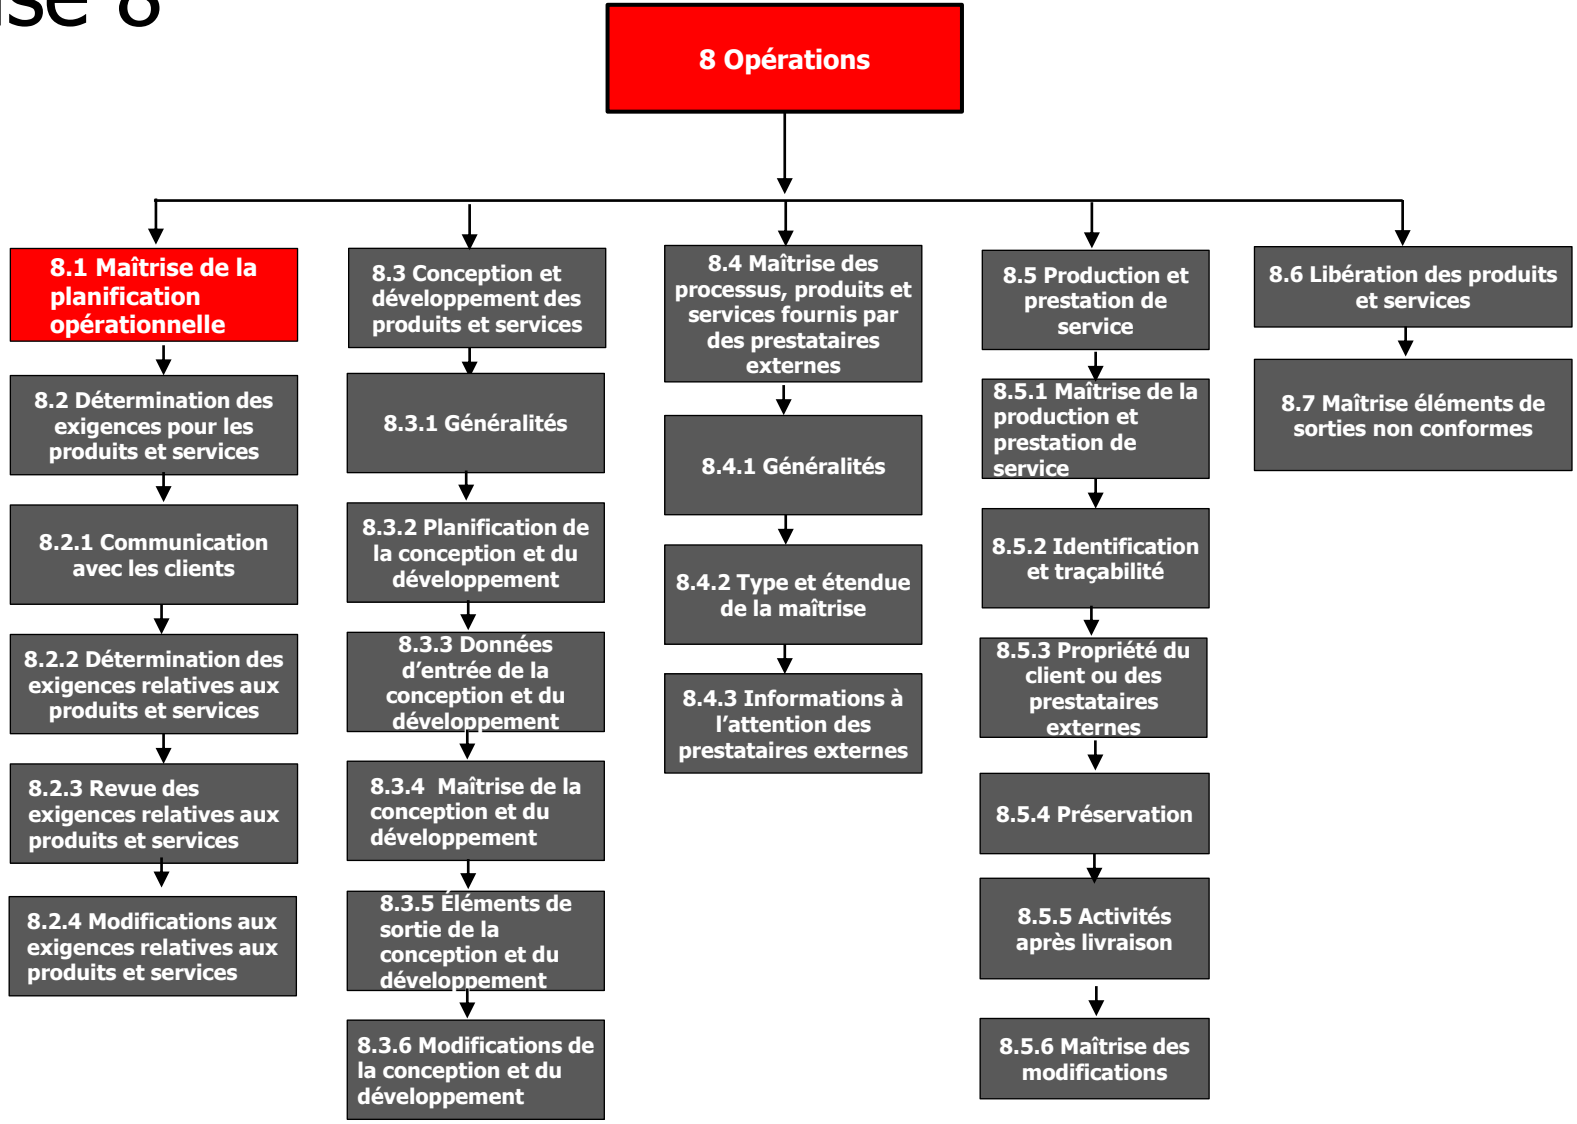 8
8 Opérations
8.1 Maîtrise de la
planification
opérationnelle
8.2 Détermination des
exigences pour les
produits et services
8.2.1 Communication
avec les clients
8.2.2 Détermination des
exigences relatives aux
produits et services
8.2.3 Revue des
exigences relatives aux
produits et services
8.2.4 Modifications aux
exigences relatives aux
produits et services
8.3 Conception et
développement des
produits et services
8.3.1 Généralités
8.3.2 Planification de
la conception et du
développement
8.3.3 Données
d’entrée de la
conception et du
développement
8.3.4  Maîtrise de la
conception et du
développement
8.3.5 Éléments de
sortie de la
conception et du
développement
8.3.6 Modifications de
la conception et du
développement
8.4 Maîtrise des
processus, produits et
services fournis par
des prestataires
externes
8.4.1 Généralités
8.4.2 Type et étendue
de la maîtrise
8.4.3 Informations à
l’attention des
prestataires externes
8.5 Production et
prestation de
service
8.5.1 Maîtrise de la
production et
prestation de
service
8.5.2 Identification
et traçabilité
8.5.3 Propriété du
client ou des
prestataires
externes
8.5.4 Préservation
8.5.5 Activités
après livraison
8.5.6 Maîtrise des
modifications
8.6 Libération des produits
et services
8.7 Maîtrise éléments de
sorties non conformes